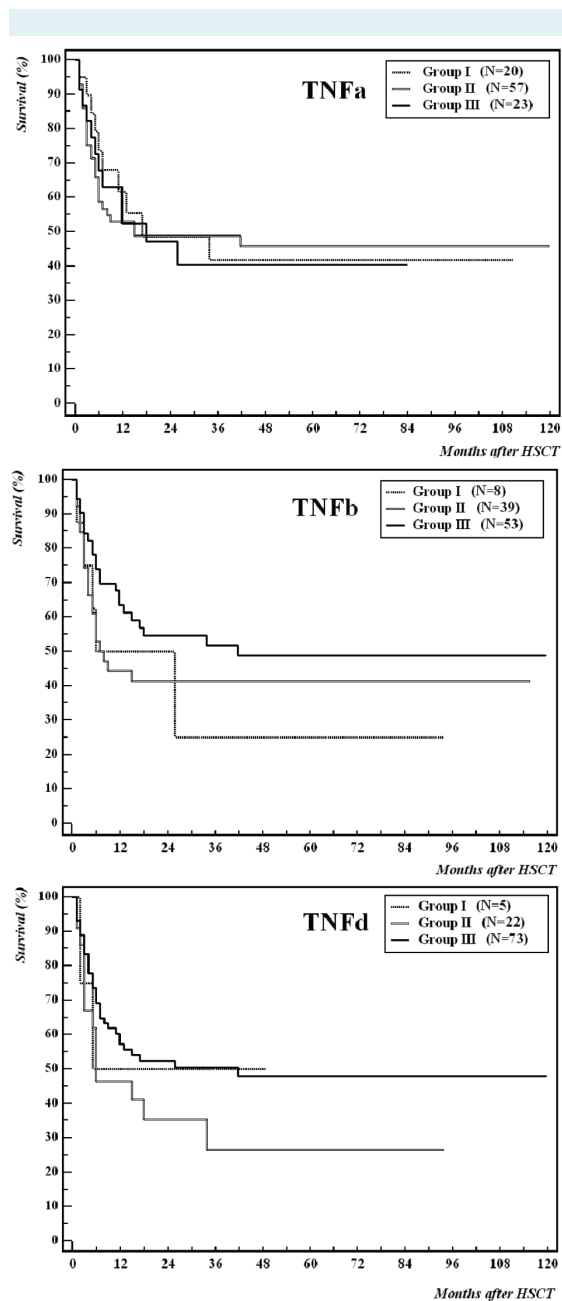 TNFa
Group I (N=20)
Group II (N=57)
Group III (N=23)
Survival (%)
100
90
80
70
60
50
40
30
20
10
0
0 12 24 36 48 60 72 84 96 108 120
Months after HSCT
TNFb
Group I (N=8)
Group II (N=39)
Group III (N=53)
Survival (%)
100
90
80
70
60
50
40
30
20
10
0
0 12 24 36 48 60 72 84 96 108 120
Months after HSCT
TNFd
Group I (N=5)
Group II (N=22)
Group III (N=73)
Survival (%)
100
90
80
70
60
50
40
30
20
10
0
0 12 24 36 48 60 72 84 96 108 120
Months after HSCT